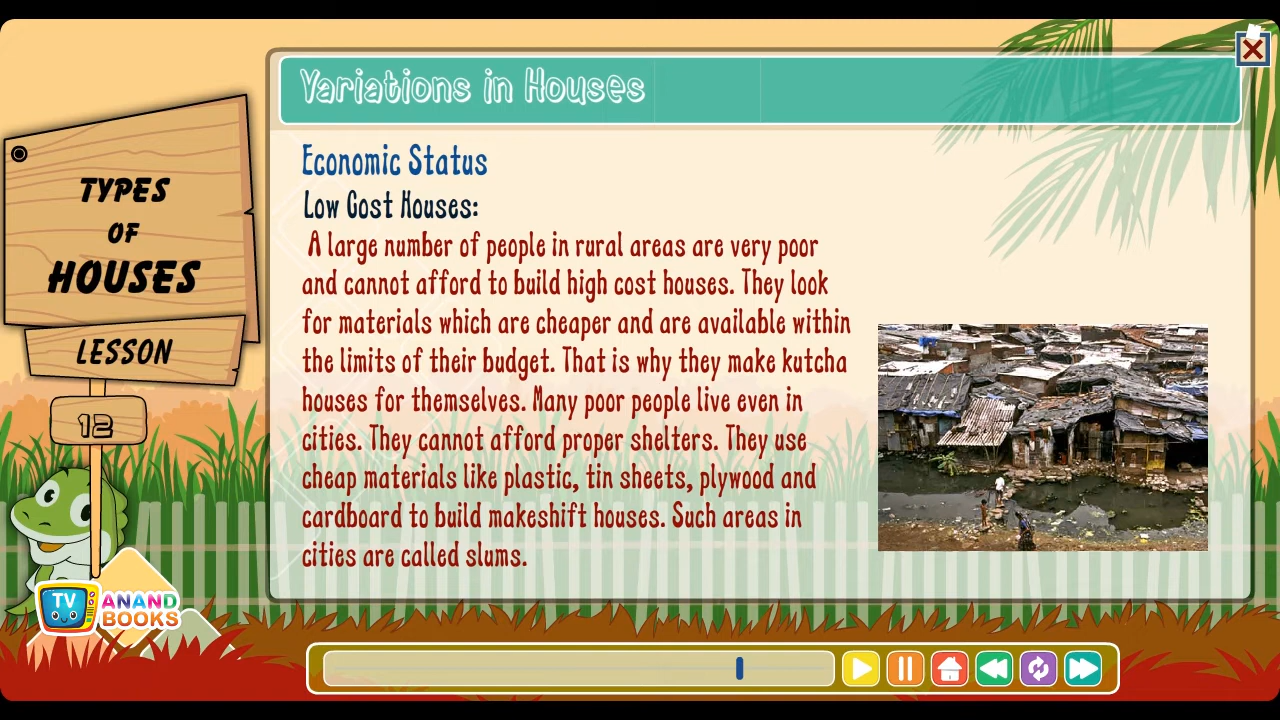 Variations in Houses
TYPES
OF
HOUSES
LESSON
12
Economic Status
Low Cost Houses:
A large number of people in rural areas are very poor
and cannot afford to build high cost houses. They look
for materials which are cheaper and are available within
the limits of their budget. That is why they make kutcha
houses for themselves. Many poor people live even in
cities. They cannot afford proper shelters. They use
cheap materials like plastic, tin sheets, plywood and
cardboard to build makeshift houses. Such areas in
cities are called slums.
TV
ANAND
BOOKS